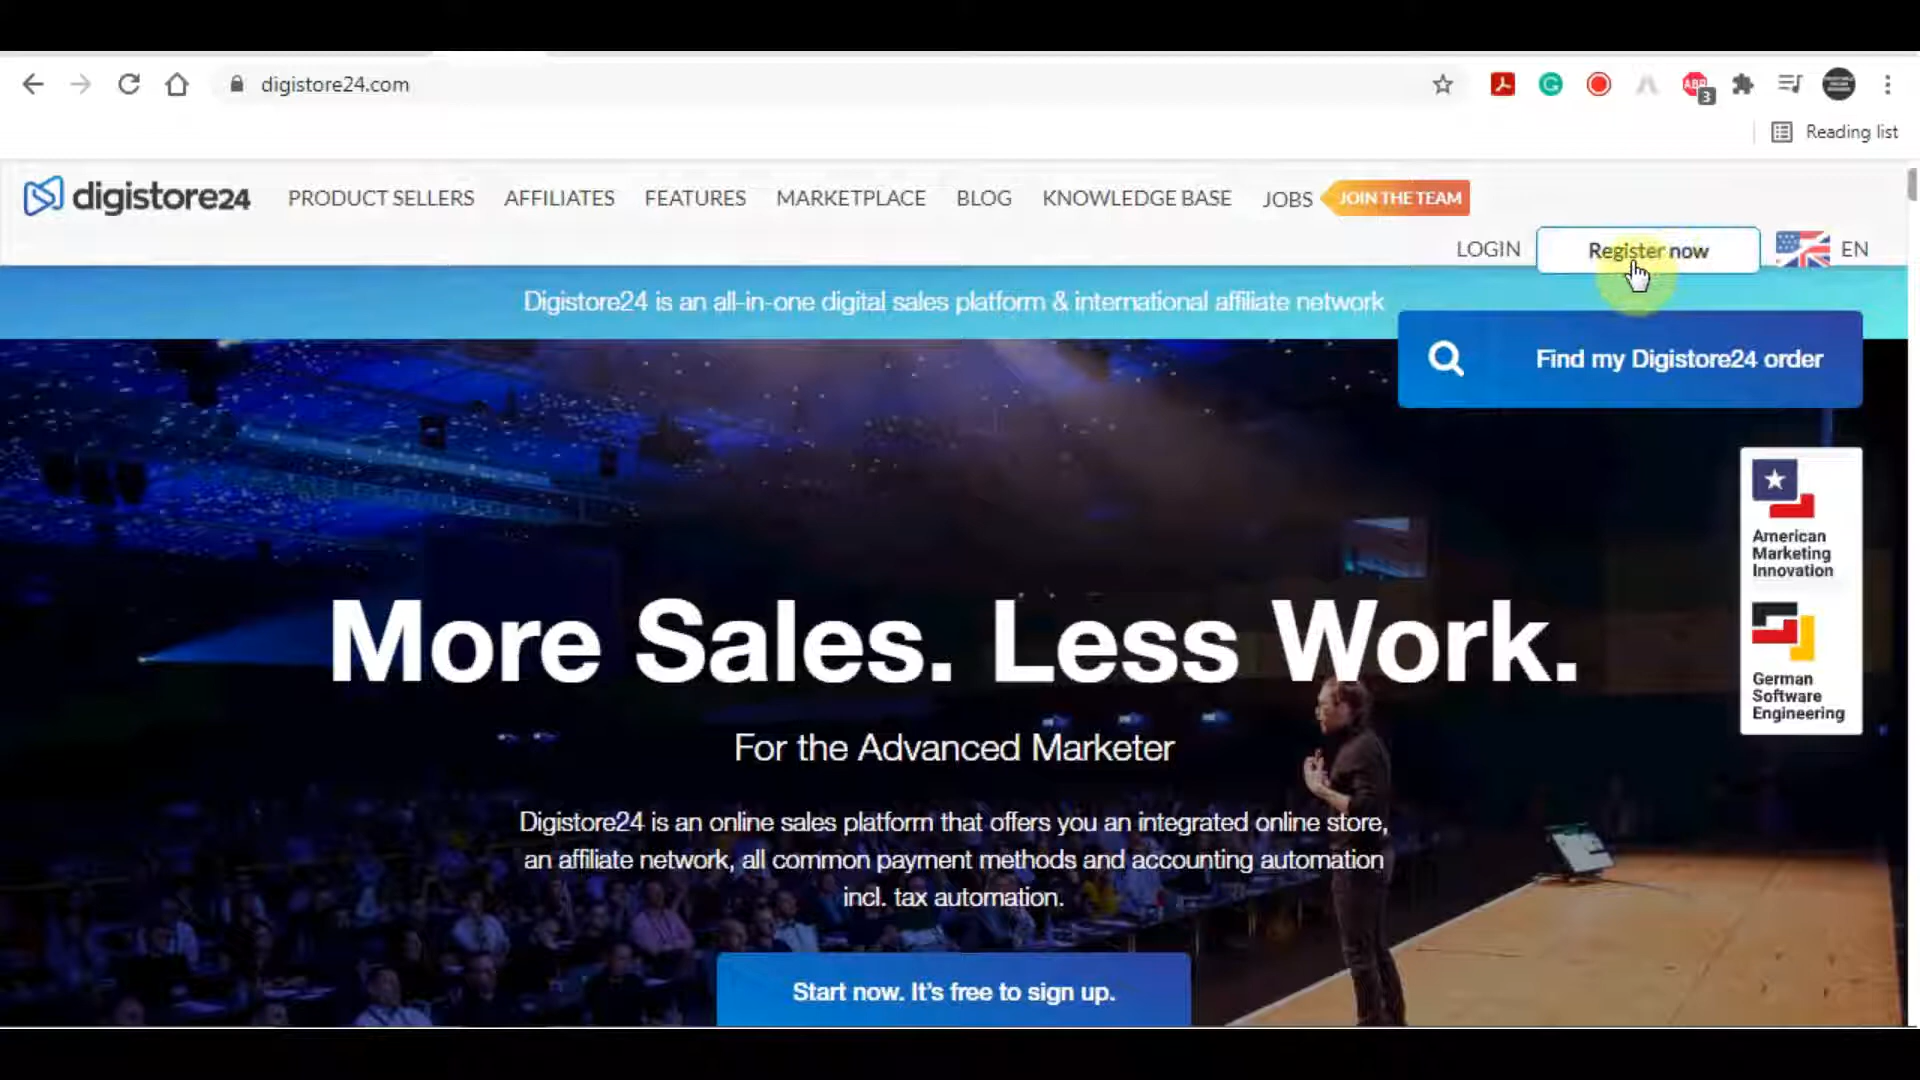 digistore24.com
ABP
3
Reading list
digistore24
PRODUCT SELLERS
AFFILIATES
FEATURES
MARKETPLACE
BLOG
KNOWLEDGE BASE
JOBS
JOIN THE TEAM
LOGIN
Register now
EN
Digistore24 is an all-in-one digital sales platform & international affiliate network
Find my Digistore24 order
American
Marketing
Innovation
German
Software
Engineering
More Sales. Less Work.
For the Advanced Marketer
Digistore24 is an online sales platform that offers you an integrated online store,
an affiliate network, all common payment methods and accounting automation
incl. tax automation.
Start now. It's free to sign up.